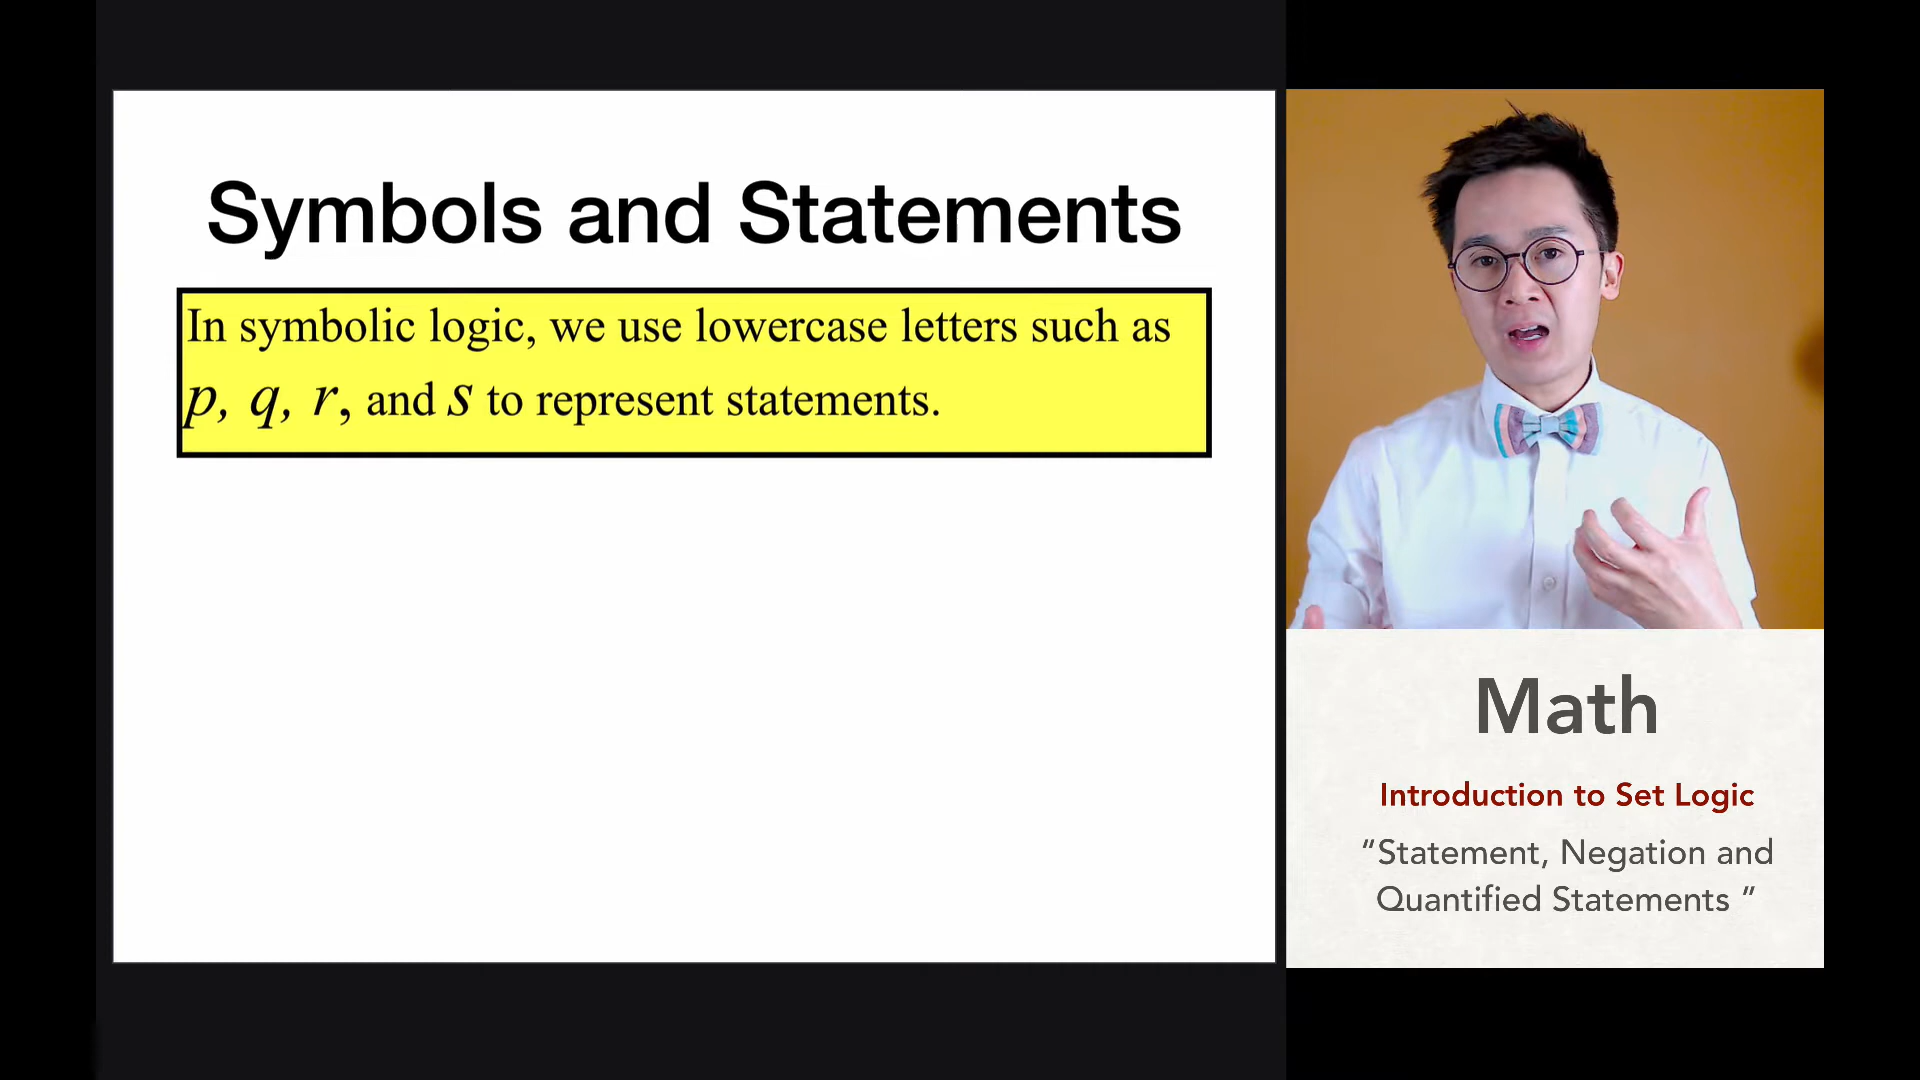 Symbols and Statements
In symbolic logic, we use lowercase letters such as
p, q, r, and s to represent statements.
Math
Introduction to Set Logic
“Statement, Negation and
Quantified Statements ”